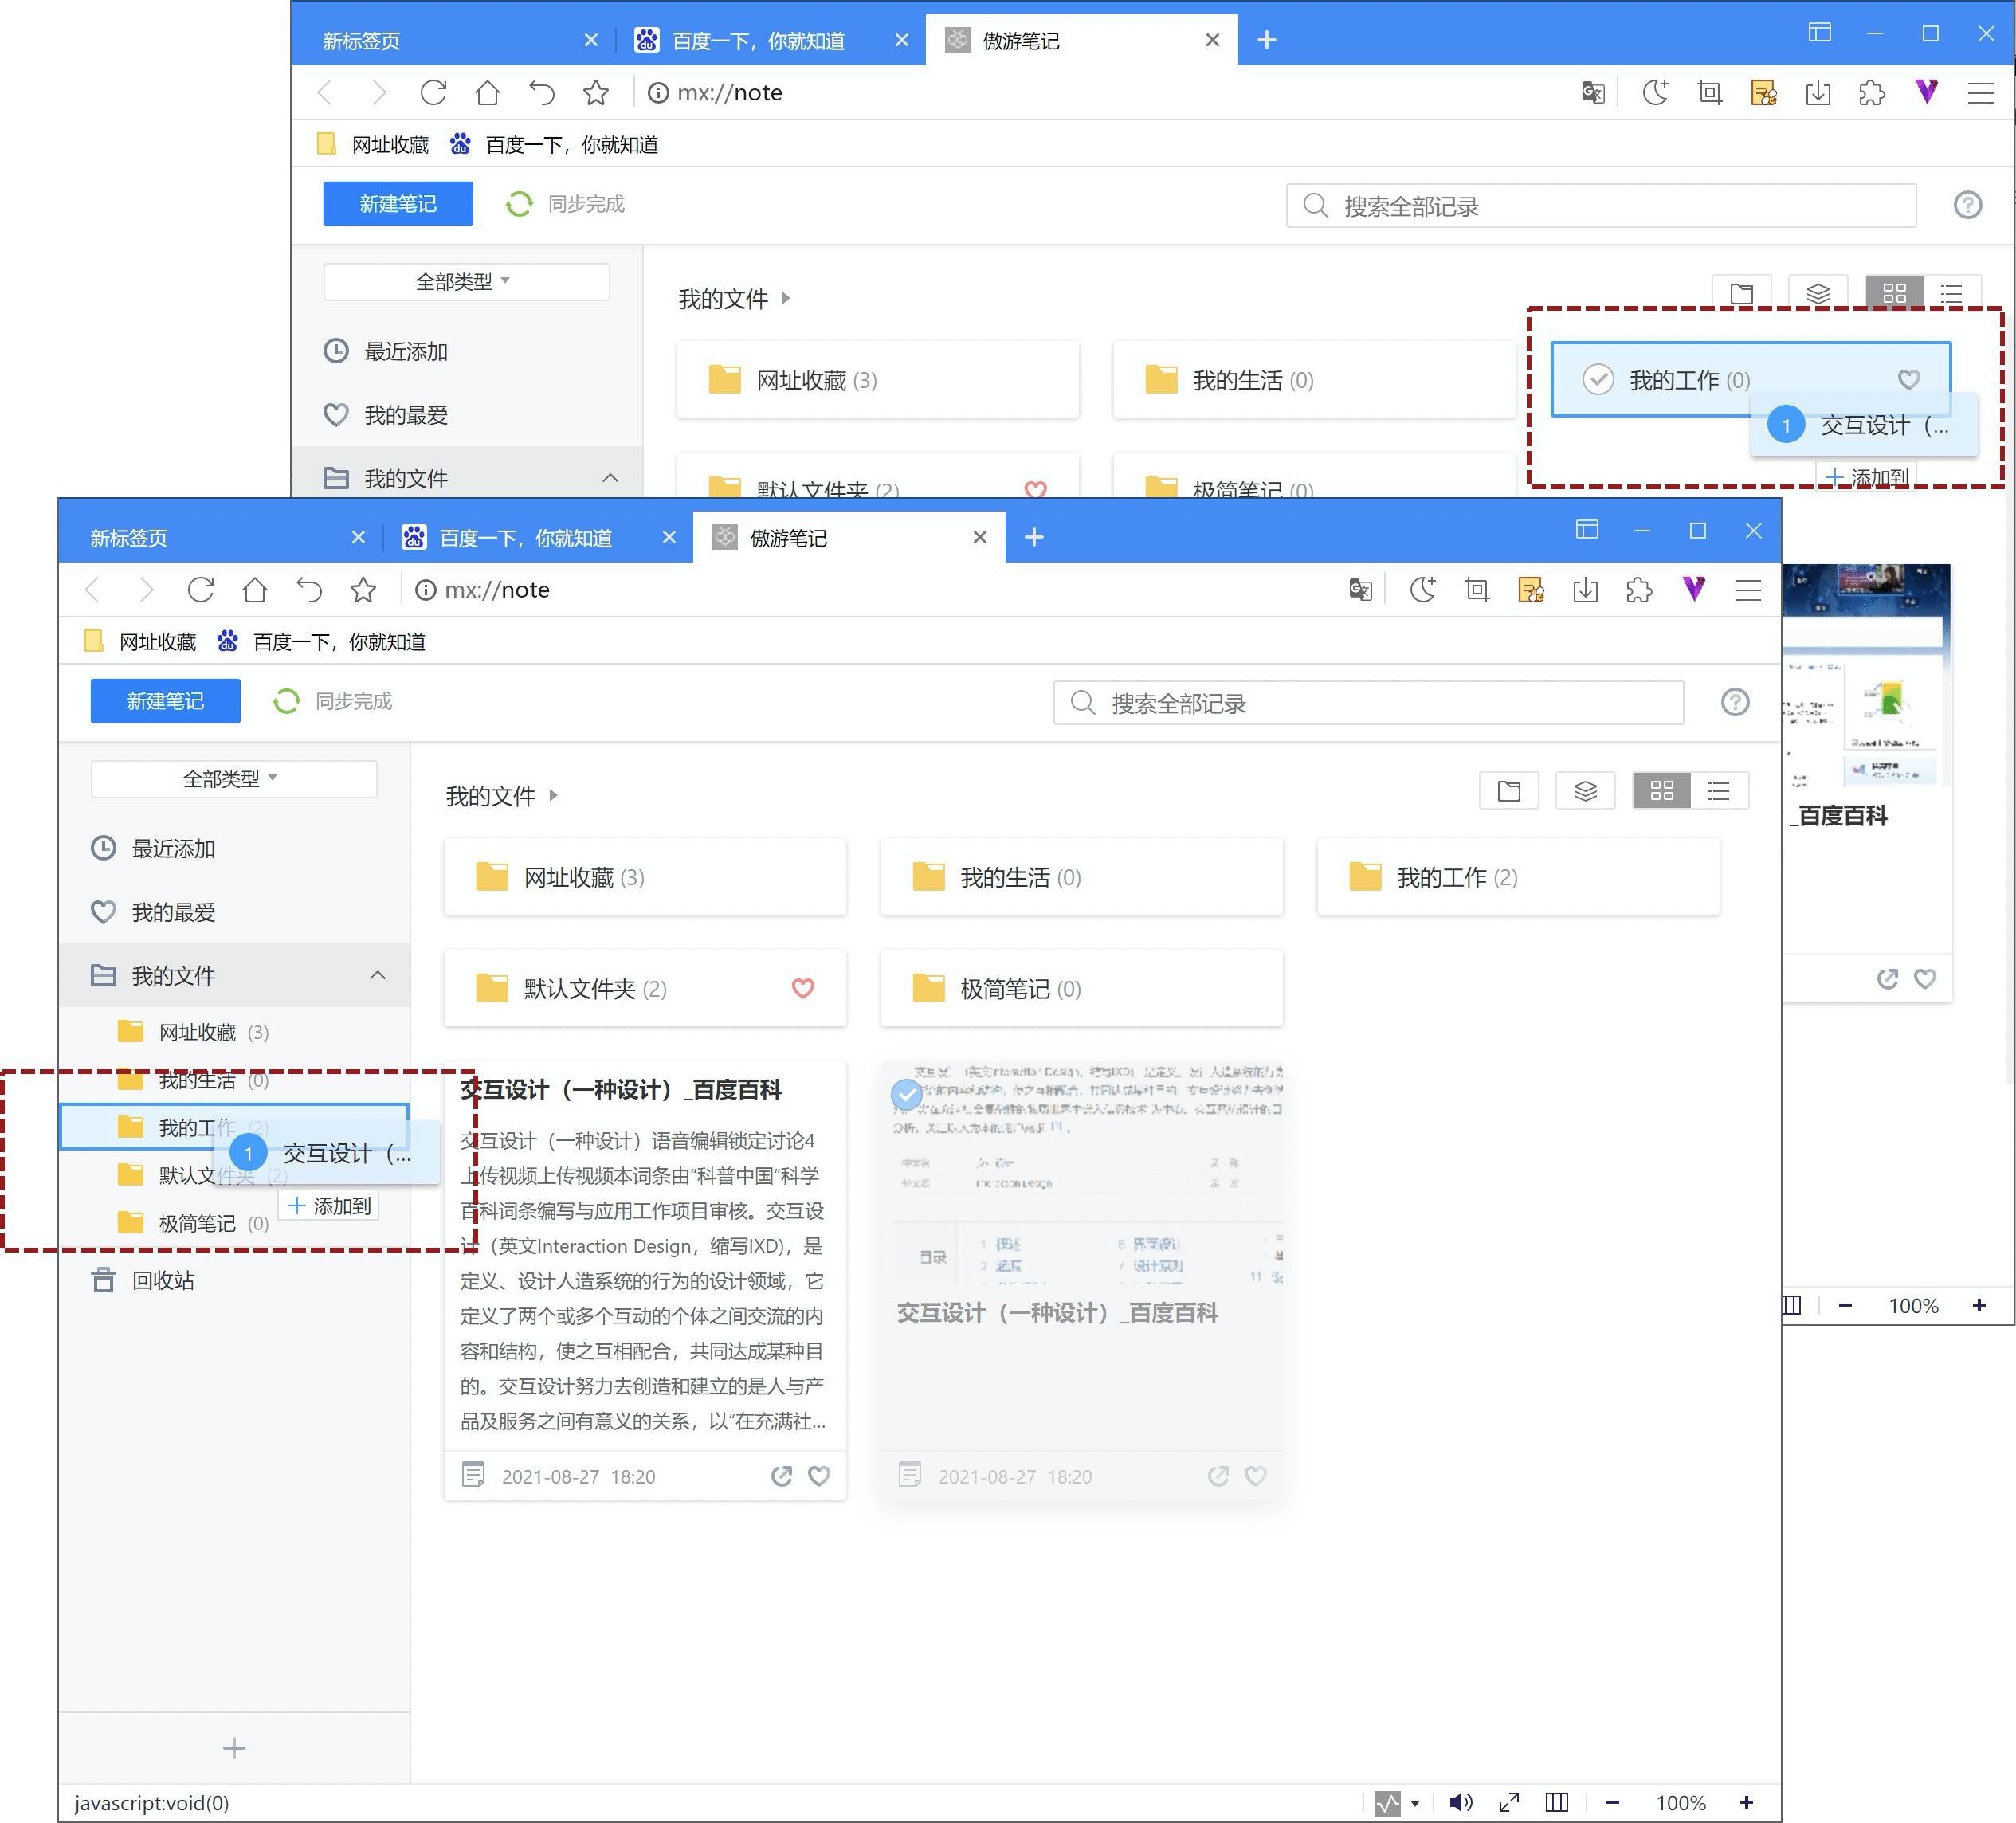 新标签页
百度一下，你就知道
傲游笔记
mx://note
网址收藏
百度一下，你就知道
新建笔记
同步完成
搜索全部记录
全部类型
我的文件
最近添加
我的最爱
我的文件
网址收藏 (3)
我的生活 (0)
我的工作 (0)
1 交互设计（...
添加到
默认文件夹 (2)
极简笔记 (0)
_百度百科
100%
新标签页
百度一下，你就知道
傲游笔记
mx://note
网址收藏
百度一下，你就知道
新建笔记
同步完成
搜索全部记录
全部类型
最近添加
我的最爱
我的文件
网址收藏 (3)
我的生活 (0)
我的工作 (2)
默认文件夹 (2)
极简笔记 (0)
1 交互设计（...
添加到
回收站
我的文件
网址收藏 (3)
我的生活 (0)
我的工作 (2)
默认文件夹 (2)
极简笔记 (0)
交互设计（一种设计）_百度百科
交互设计（一种设计）语音编辑锁定讨论4
上传视频上传视频本词条由“科普中国”科学
百科词条编写与应用工作项目审核。交互设
计（英文Interaction Design，缩写IXD)，是
定义、设计人造系统的行为的设计领域，它
定义了两个或多个互动的个体之间交流的内
容和结构，使之互相配合，共同达成某种目
的。交互设计努力去创造和建立的是人与产
品及服务之间有意义的关系，以“在充满社...
2021-08-27 18:20
Interaction Design
目录
交互设计（一种设计）_百度百科
2021-08-27 18:20
javascript:void(0)
100%